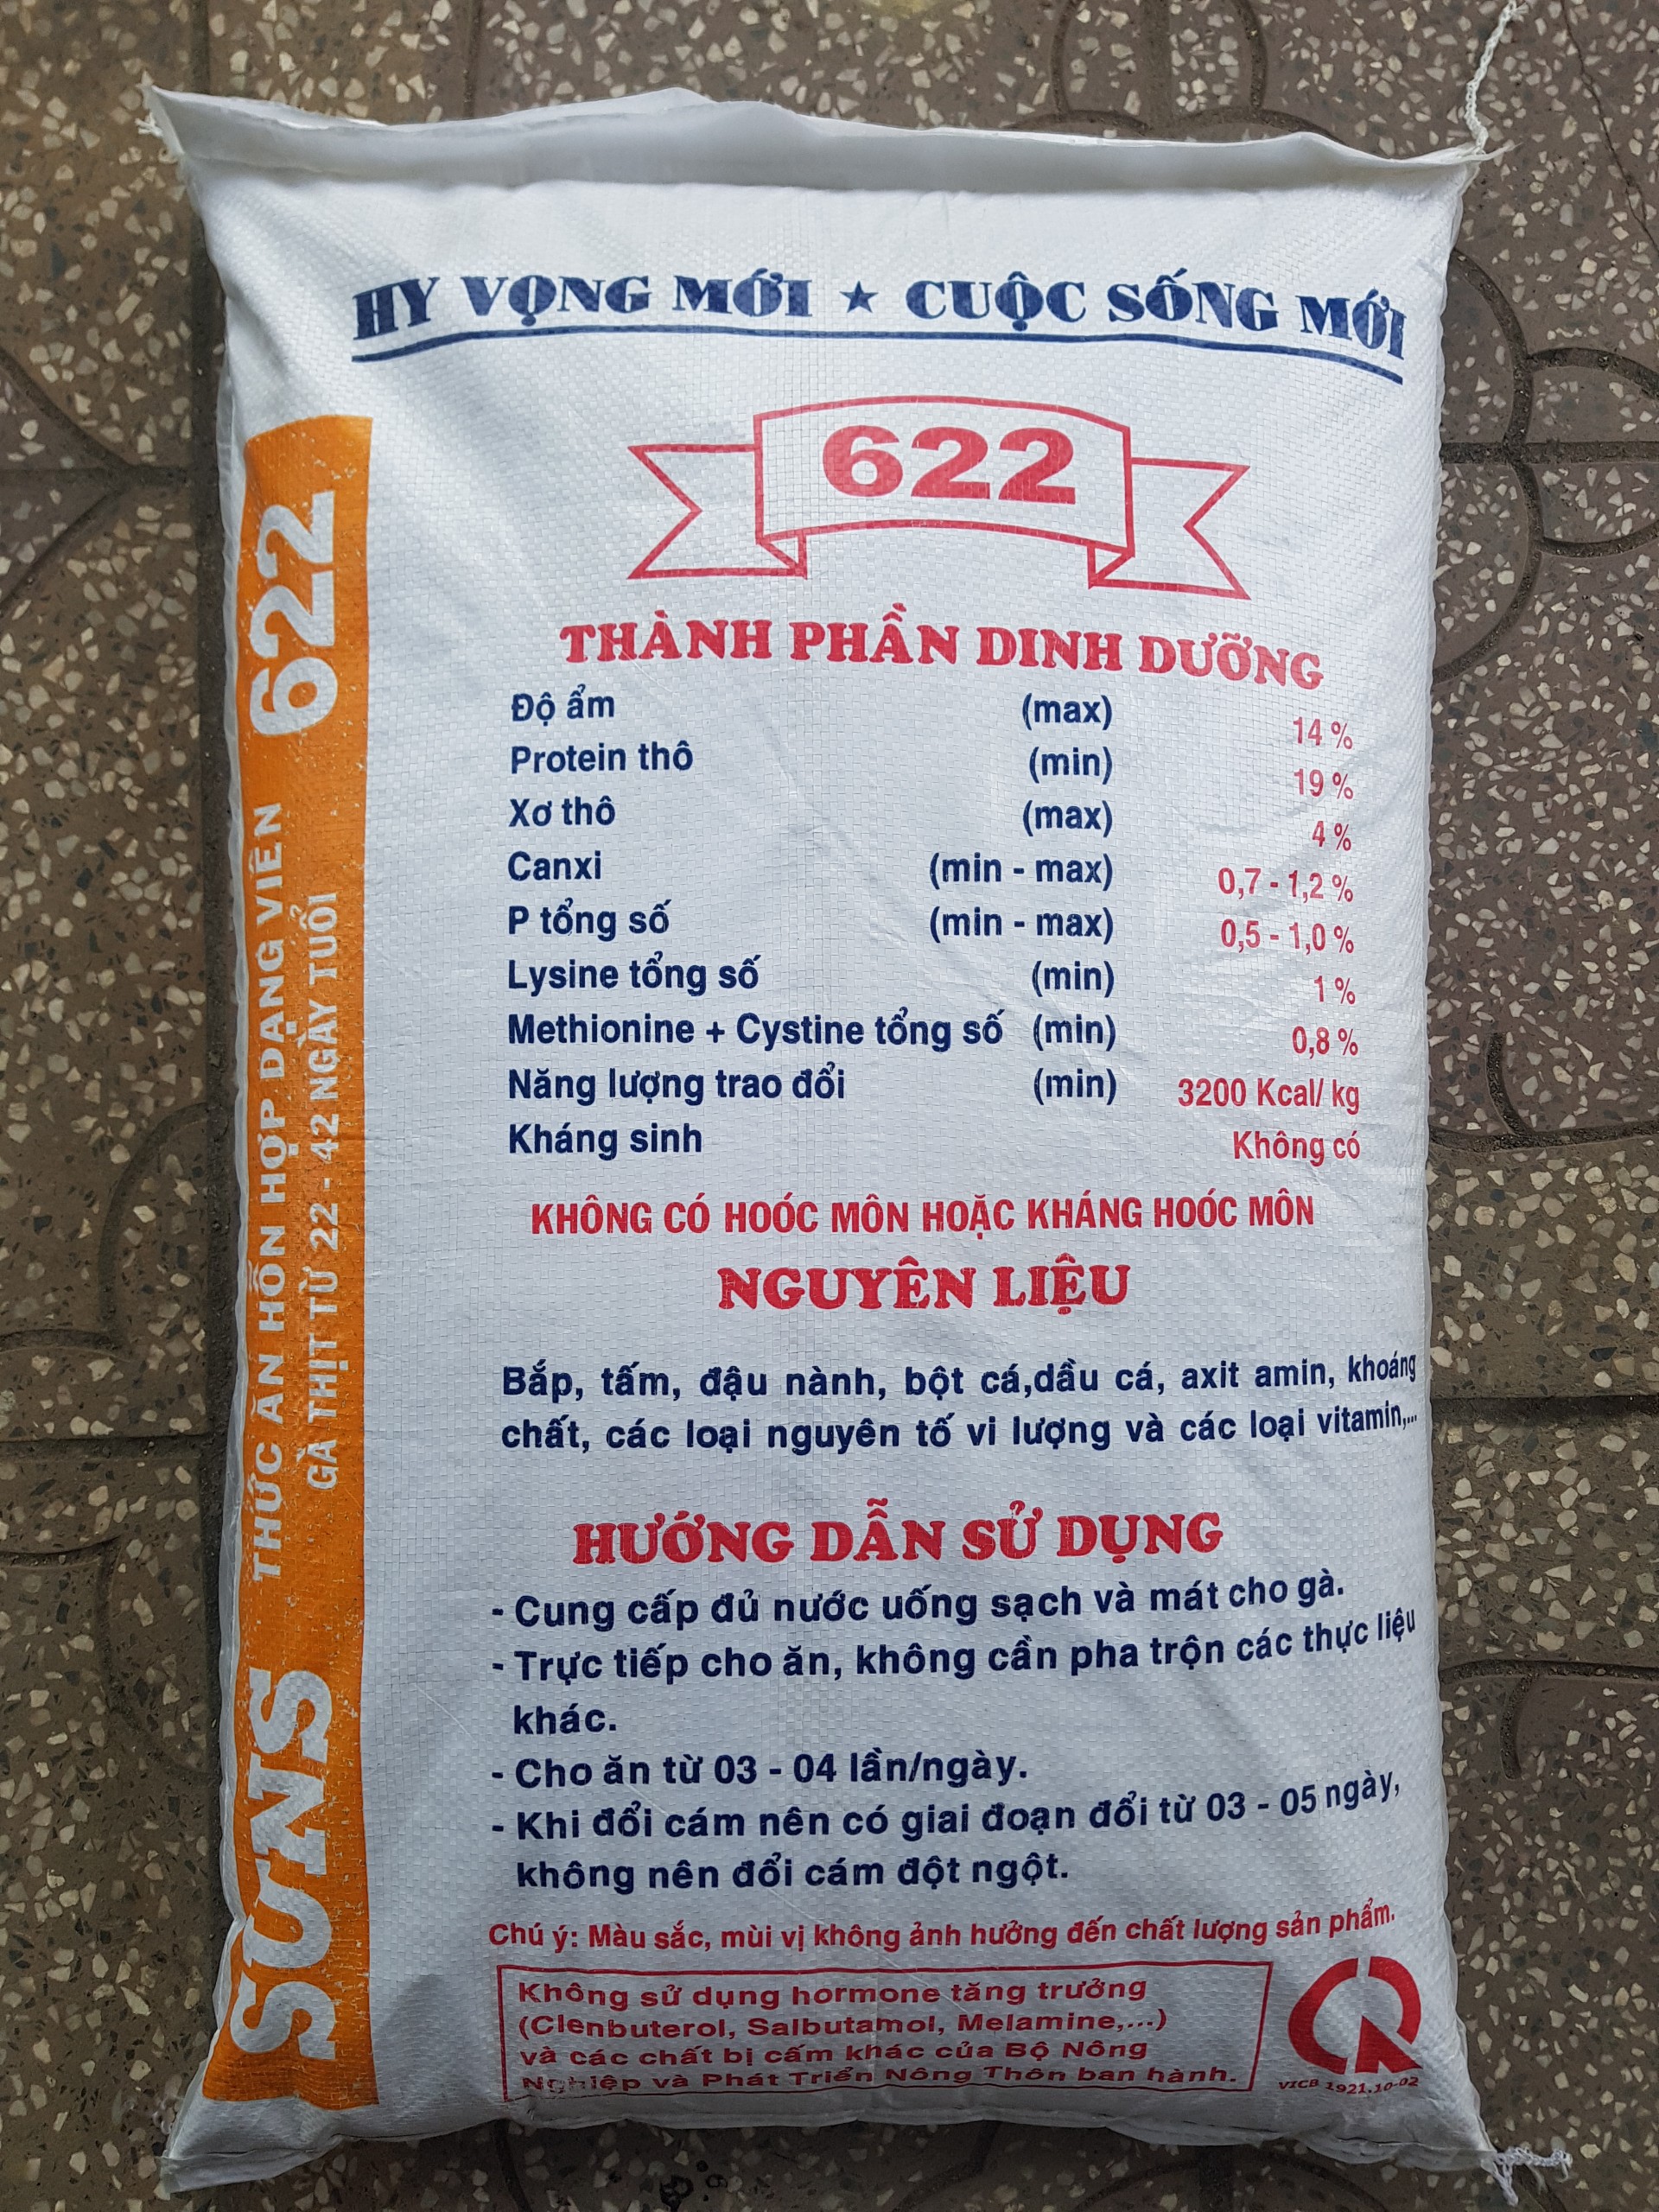 HY VỌNG MỚI ★ CUỘC SỐNG MỚI
622
THÀNH PHẦN DINH DƯỠNG
Độ ẩm (max) 14 %
Protein thô (min) 19 %
Xơ thô (max) 4 %
Canxi (min - max) 0,7 - 1,2 %
P tổng số (min - max) 0,5 - 1,0 %
Lysine tổng số (min) 1 %
Methionine + Cystine tổng số (min) 0,8 %
Năng lượng trao đổi (min) 3200 Kcal/ kg
Kháng sinh Không có
KHÔNG CÓ HOÓC MÔN HOẶC KHÁNG HOÓC MÔN
NGUYÊN LIỆU
Bắp, tấm, đậu nành, bột cá,dầu cá, axit amin, khoáng
chất, các loại nguyên tố vi lượng và các loại vitamin,...
HƯỚNG DẪN SỬ DỤNG
- Cung cấp đủ nước uống sạch và mát cho gà.
- Trực tiếp cho ăn, không cần pha trộn các thực liệu
khác.
- Cho ăn từ 03 - 04 lần/ngày.
- Khi đổi cám nên có giai đoạn đổi từ 03 - 05 ngày,
không nên đổi cám đột ngột.
Chú ý: Màu sắc, mùi vị không ảnh hưởng đến chất lượng sản phẩm.
Không sử dụng hormone tăng trưởng
(Clenbuterol, Salbutamol, Melamine,...)
và các chất bị cấm khác của Bộ Nông
Nghiệp và Phát Triển Nông Thôn ban hành.
VICB 1921.10-02
SUNS
THỨC ĂN HỖN HỢP DẠNG VIÊN
GÀ THỊT TỪ 22 - 42 NGÀY TUỔI
622